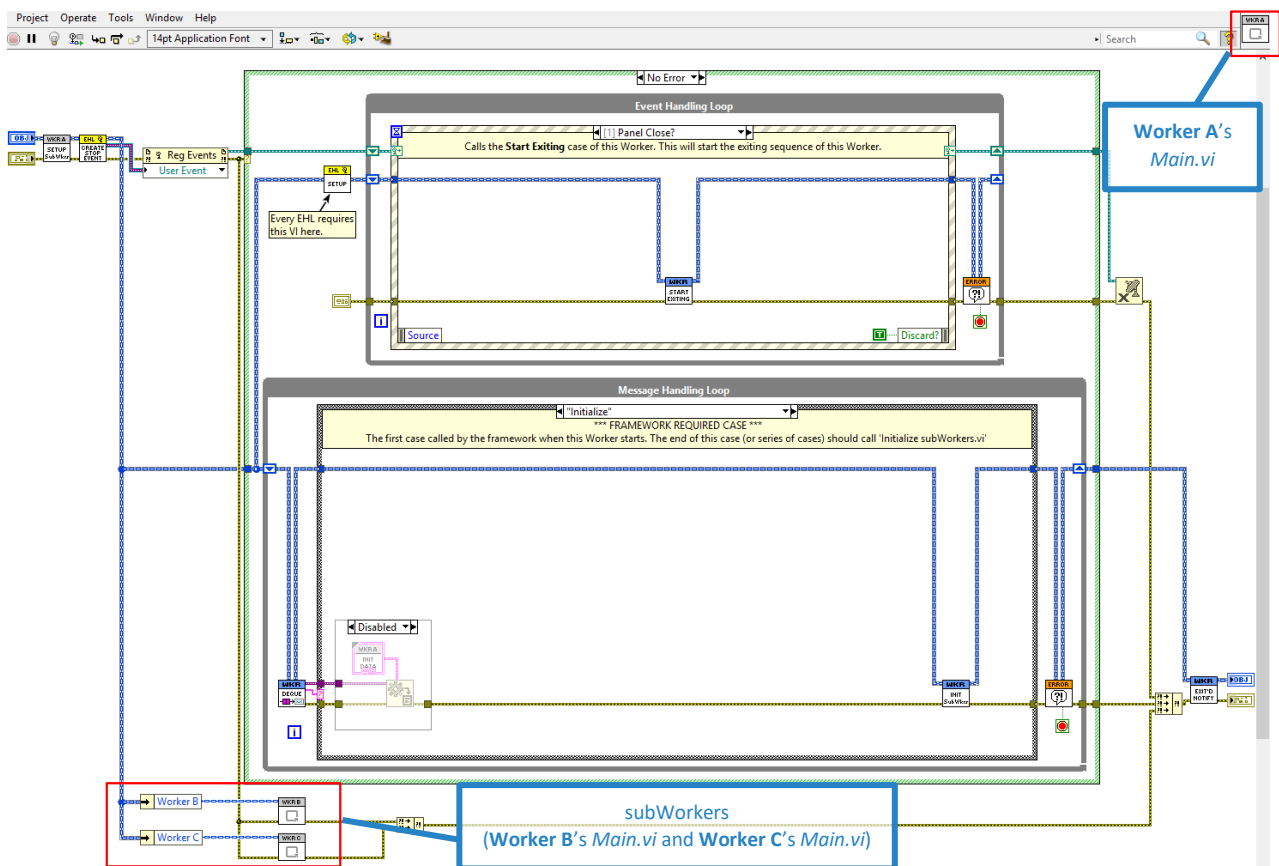 Project Operate Tools Window Help
14pt Application Font
Search
WKR A
No Error
Event Handling Loop
[1] Panel Close?
Calls the Start Exiting case of this Worker. This will start the exiting sequence of this Worker.
Worker A's
Main.vi
OBJ
WKR A
SETUP
SubWkr
EHL
CREATE
STOP
EVENT
Reg Events
User Event
EHL
SETUP
Every EHL requires
this VI here.
WKR
START
EXITING
ERROR
?!
i
Source
T
Discard?
Message Handling Loop
"Initialize"
*** FRAMEWORK REQUIRED CASE ***
The first case called by the framework when this Worker starts. The end of this case (or series of cases) should call 'Initialize subWorkers.vi'
Disabled
WKR A
INIT
DATA
WKR
DEQUE
WKR
INIT
SubWkr
ERROR
?!
WKR
EXIT'D
NOTIFY
OBJ
i
Worker B
WKR B
Worker C
WKR C
subWorkers
(Worker B's Main.vi and Worker C's Main.vi)